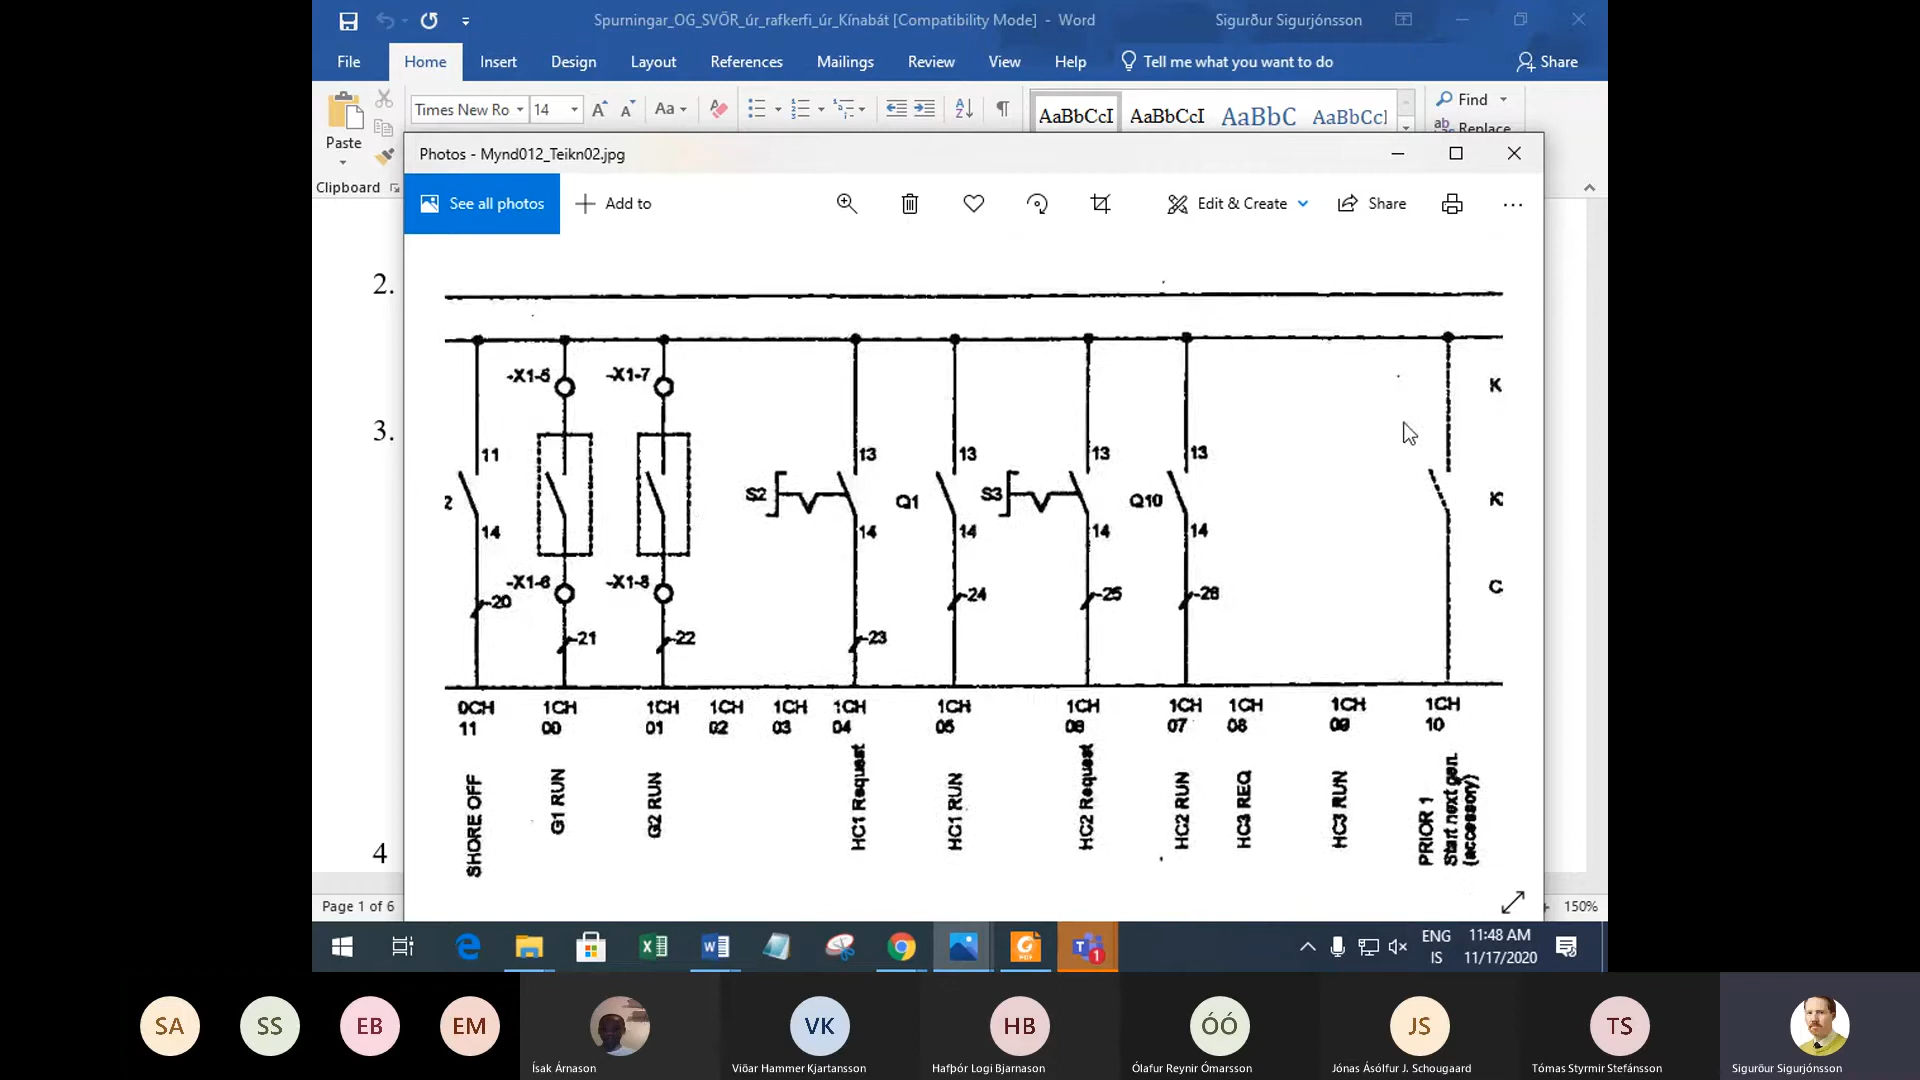 Spurningar_OG_SVÖR_úr_rafkerfi_úr_Kínabát [Compatibility Mode] - Word
Sigurður Sigurjónsson
File Home Insert Design Layout References Mailings Review View Help Tell me what you want to do Share
Paste
Times New Ro 14
Aa
AaBbCcI AaBbCcI AaBbC AaBbCcI
Find
Replace
Clipboard
Photos - Mynd012_Teikn02.jpg
See all photos Add to Edit & Create Share
2.
3.
4
-X1-5 -X1-7 K
11 13 13 13 13
2 S2 Q1 S3 Q10 K
14 14 14 14 14
-X1-6 -X1-8 C
-20 -24 -25 -26
-21 -22 -23
0CH 1CH 1CH 1CH 1CH 1CH 1CH 1CH 1CH 1CH 1CH 1CH
11 00 01 02 03 04 05 06 07 08 09 10
SHORE OFF
G1 RUN
G2 RUN
HC1 Request
HC1 RUN
HC2 Request
HC2 RUN
HC3 REQ
HC3 RUN
PRIOR 1
Start next gen.
(accessory)
Page 1 of 6
150%
ENG
IS
11:48 AM
11/17/2020
1
SA SS EB EM VK HB ÓÓ JS TS
Ísak Árnason
Viðar Hammer Kjartansson
Hafþór Logi Bjarnason
Ólafur Reynir Ómarsson
Jónas Ásólfur J. Schougaard
Tómas Styrmir Stefánsson
Sigurður Sigurjónsson